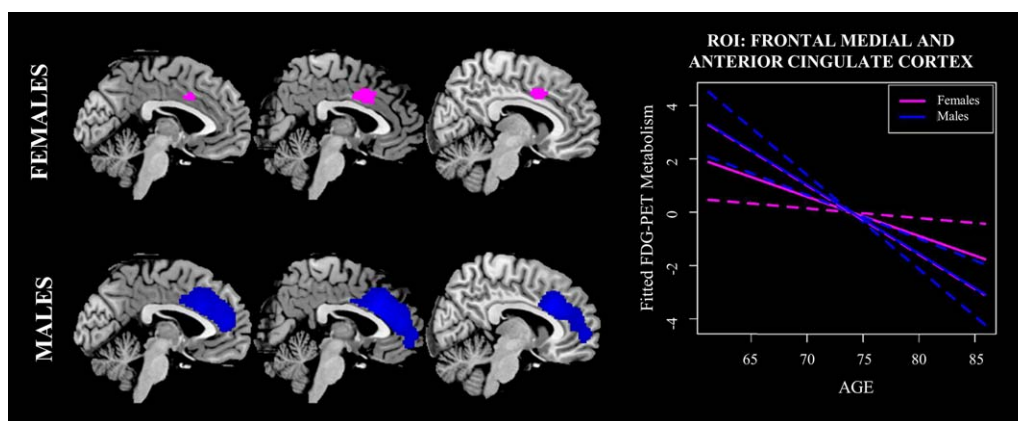 FEMALES
MALES
ROI: FRONTAL MEDIAL AND
ANTERIOR CINGULATE CORTEX
Females
Males
Fitted FDG-PET Metabolism
4
2
0
-2
-4
65
70
75
80
85
AGE